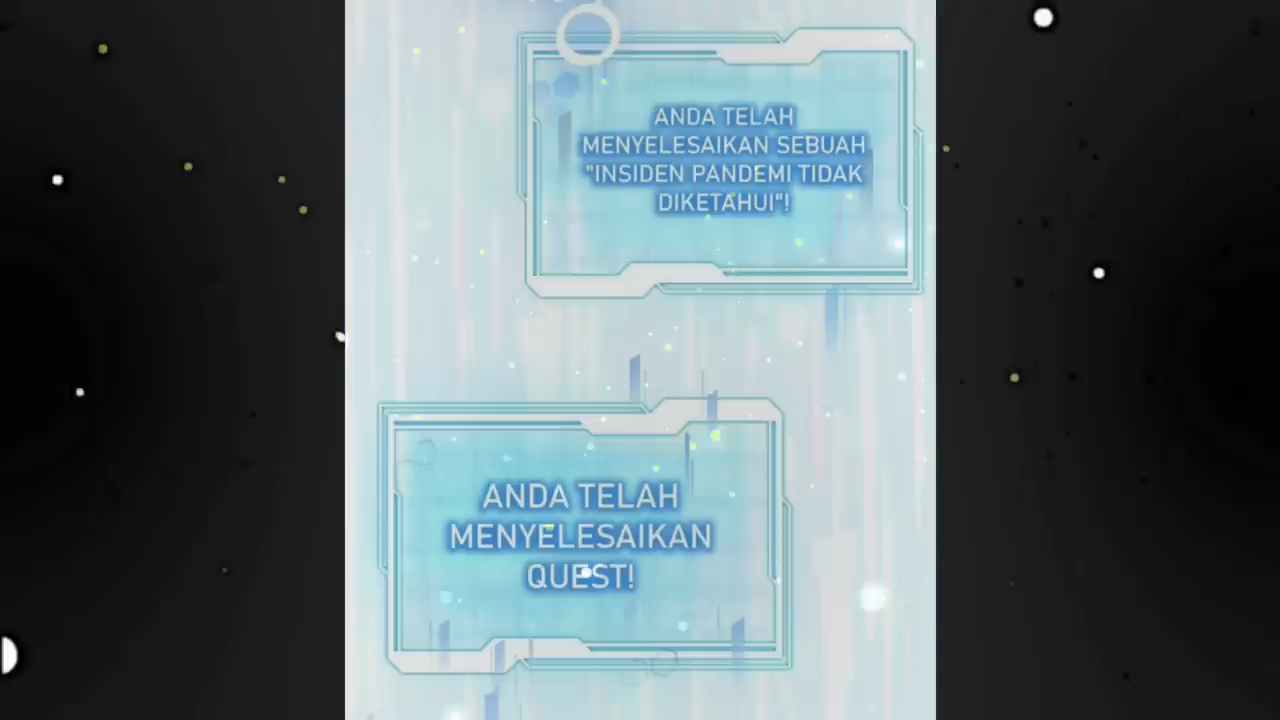 ANDA TELAH
MENYELESAIKAN SEBUAH
"INSIDEN PANDEMI TIDAK
DIKETAHUI"!
ANDA TELAH
MENYELESAIKAN
QUEST!